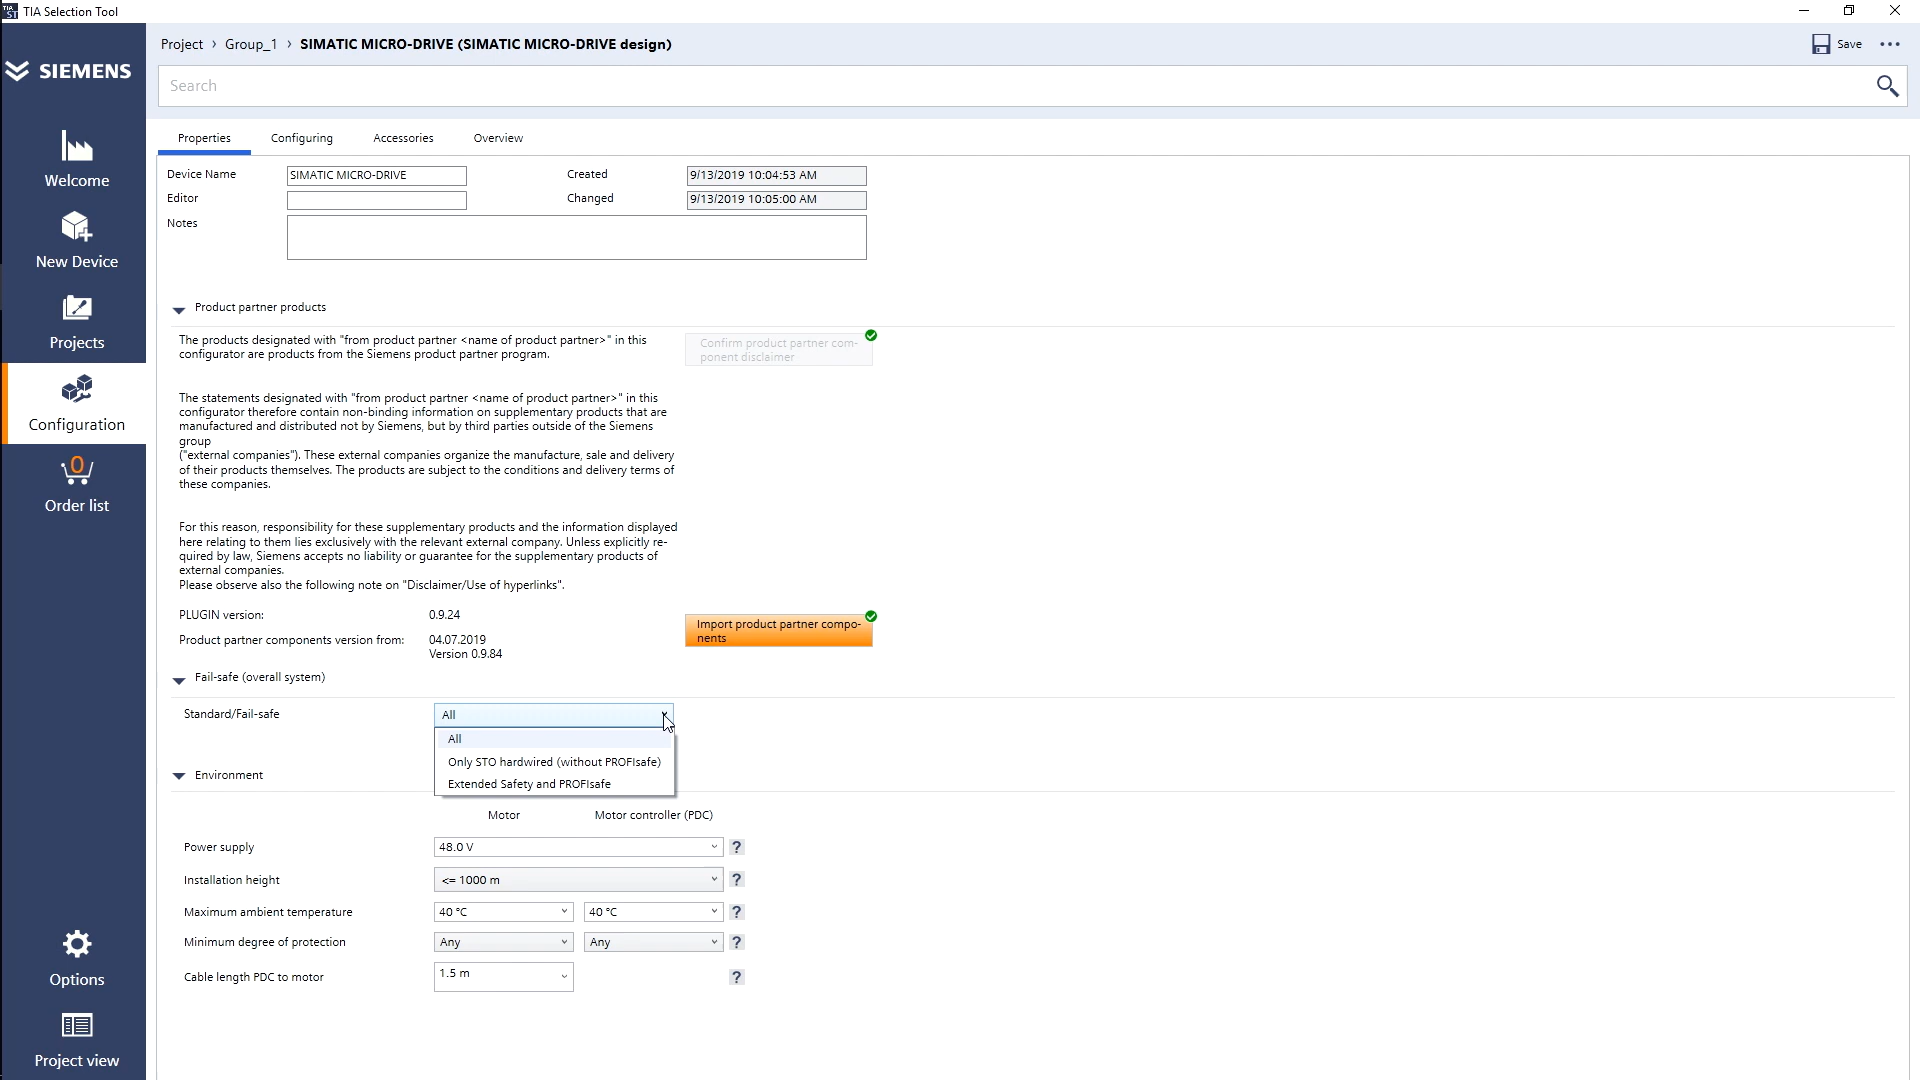 TIA Selection Tool
Project > Group_1 > SIMATIC MICRO-DRIVE (SIMATIC MICRO-DRIVE design)
Save
SIEMENS
Search
Welcome
New Device
Projects
Configuration
0
Order list
Options
Project view
Properties Configuring Accessories Overview
Device Name SIMATIC MICRO-DRIVE Created 9/13/2019 10:04:53 AM
Editor Changed 9/13/2019 10:05:00 AM
Notes
Product partner products
The products designated with "from product partner <name of product partner>" in this
configurator are products from the Siemens product partner program.
Confirm product partner com-
ponent disclaimer
The statements designated with "from product partner <name of product partner>" in this
configurator therefore contain non-binding information on supplementary products that are
manufactured and distributed not by Siemens, but by third parties outside of the Siemens
group
("external companies"). These external companies organize the manufacture, sale and delivery
of their products themselves. The products are subject to the conditions and delivery terms of
these companies.
For this reason, responsibility for these supplementary products and the information displayed
here relating to them lies exclusively with the relevant external company. Unless explicitly re-
quired by law, Siemens accepts no liability or guarantee for the supplementary products of
external companies.
Please observe also the following note on "Disclaimer/Use of hyperlinks".
PLUGIN version: 0.9.24
Product partner components version from: 04.07.2019
Version 0.9.84
Import product partner compo-
nents
Fail-safe (overall system)
Standard/Fail-safe All
All
Only STO hardwired (without PROFIsafe)
Extended Safety and PROFIsafe
Environment
Motor Motor controller (PDC)
Power supply 48.0 V ?
Installation height <= 1000 m ?
Maximum ambient temperature 40 °C 40 °C ?
Minimum degree of protection Any Any ?
Cable length PDC to motor 1.5 m ?